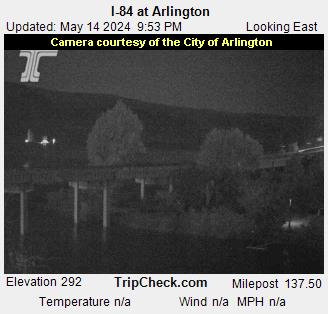 I-84 at Arlington
Updated: May 14 2024 9:53 PM Looking East
Camera courtesy of the City of Arlington
Elevation 292 TripCheck.com Milepost 137.50
Temperature n/a Wind n/a MPH n/a